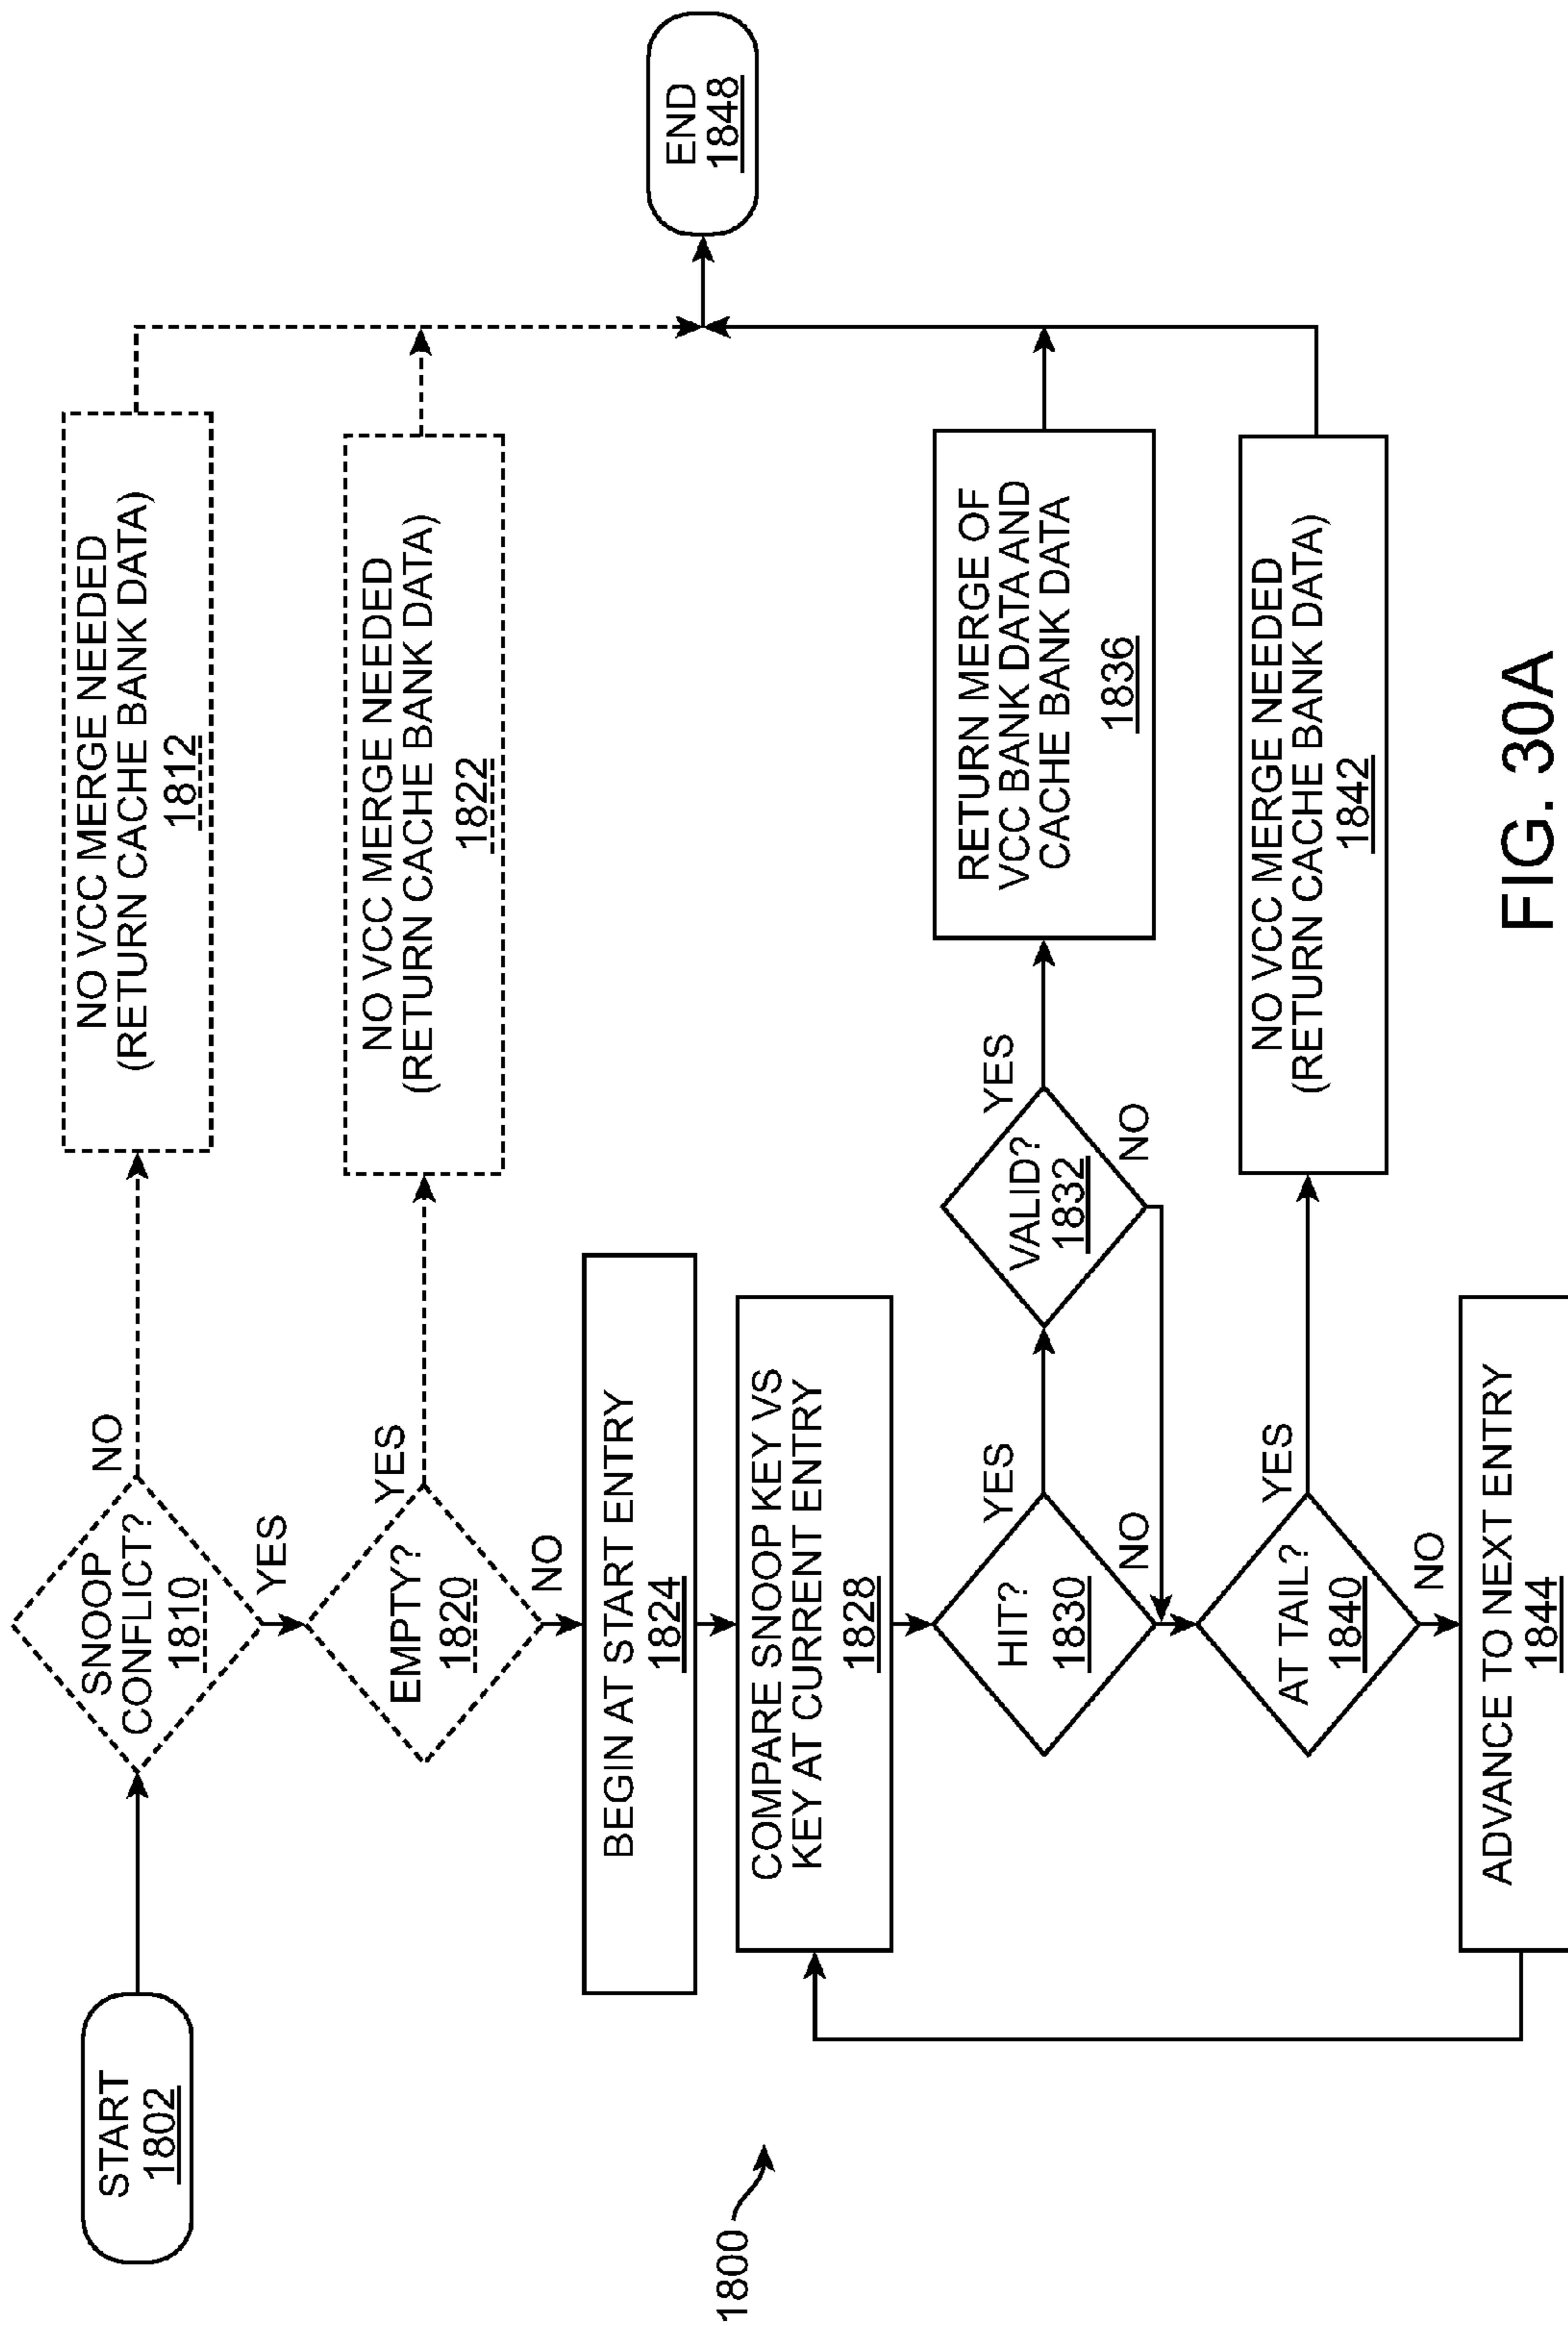 START
1802
SNOOP
CONFLICT?
1810
NO
YES
NO VCC MERGE NEEDED
(RETURN CACHE BANK DATA)
1812
EMPTY?
1820
YES
NO
NO VCC MERGE NEEDED
(RETURN CACHE BANK DATA)
1822
BEGIN AT START ENTRY
1824
END
1848
1800
COMPARE SNOOP KEY VS
KEY AT CURRENT ENTRY
1828
HIT?
1830
YES
NO
VALID?
1832
YES
NO
RETURN MERGE OF
VCC BANK DATA AND
CACHE BANK DATA
1836
AT TAIL?
1840
YES
NO
NO VCC MERGE NEEDED
(RETURN CACHE BANK DATA)
1842
ADVANCE TO NEXT ENTRY
1844
FIG. 30A